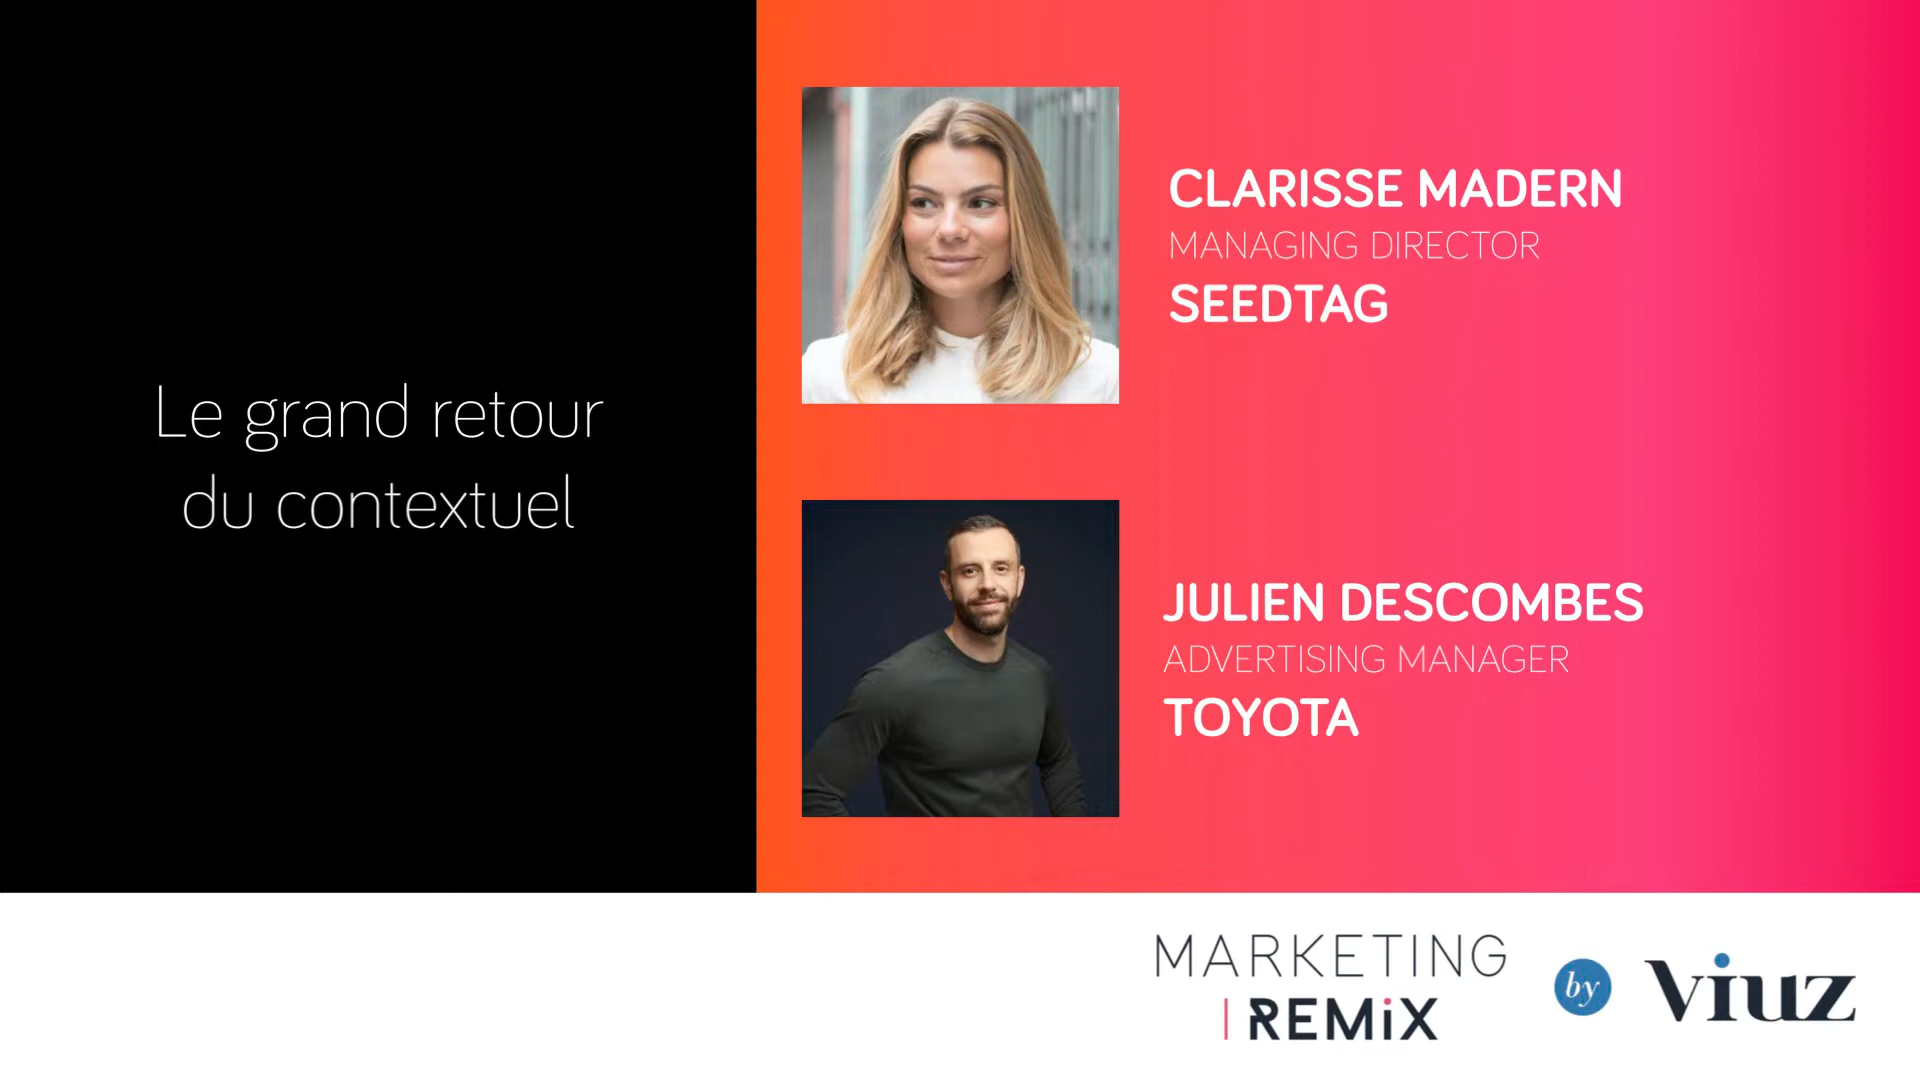 Le grand retour
du contextuel
CLARISSE MADERN
MANAGING DIRECTOR
SEEDTAG
JULIEN DESCOMBES
ADVERTISING MANAGER
TOYOTA
MARKETING
REMiX
by
viuz